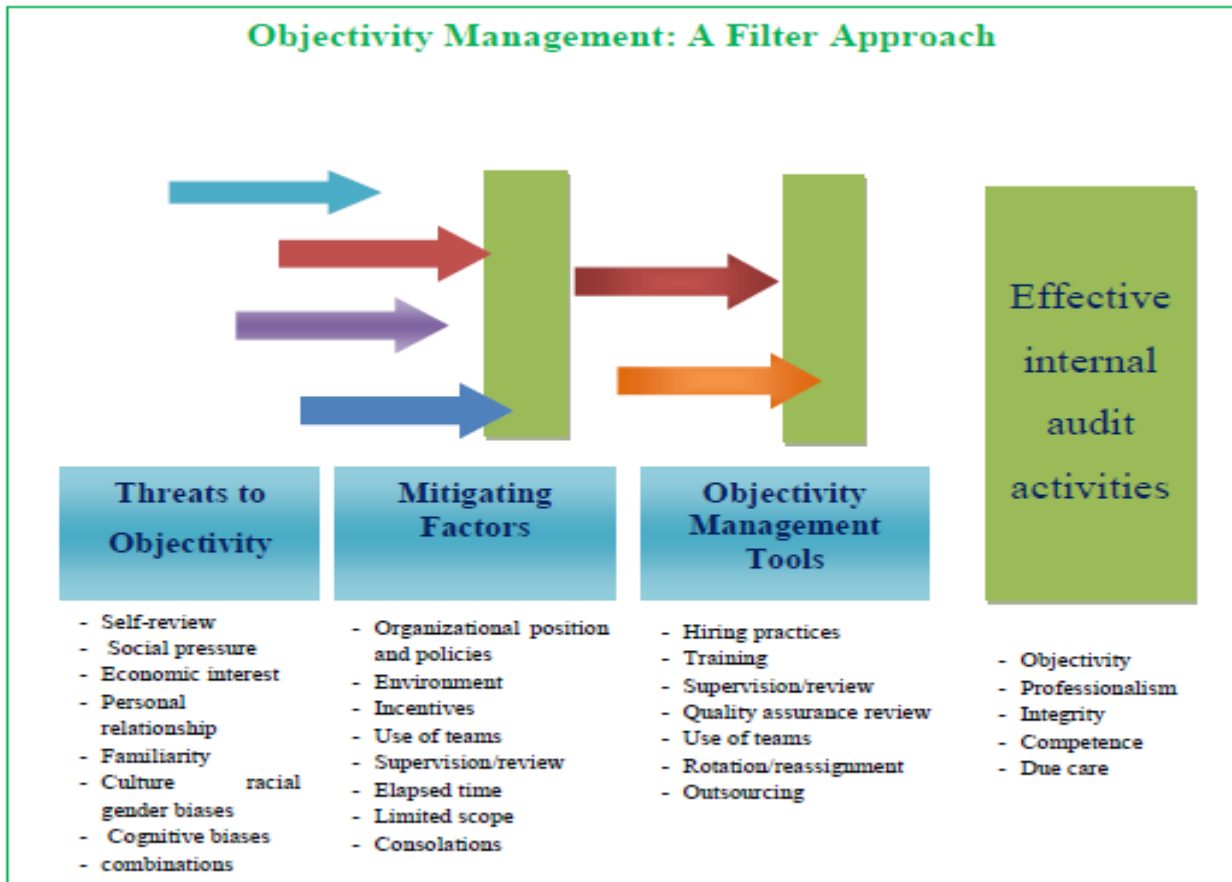 Objectivity Management: A Filter Approach
Effective
internal
audit
activities
Threats to
Objectivity
Mitigating
Factors
Objectivity
Management
Tools
- Self-review
- Social pressure
- Economic interest
- Personal
relationship
- Familiarity
- Culture racial
gender biases
- Cognitive biases
- combinations
- Organizational position
and policies
- Environment
- Incentives
- Use of teams
- Supervision/review
- Elapsed time
- Limited scope
- Consolations
- Hiring practices
- Training
- Supervision/review
- Quality assurance review
- Use of teams
- Rotation/reassignment
- Outsourcing
- Objectivity
- Professionalism
- Integrity
- Competence
- Due care